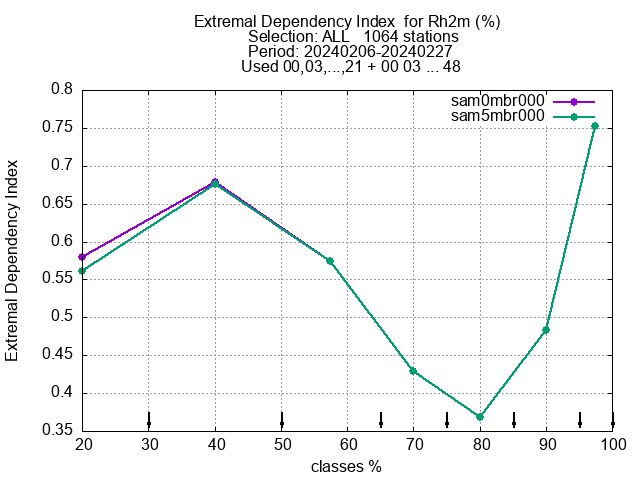 Extremal Dependency Index  for Rh2m (%)
Selection: ALL   1064 stations
Period: 20240206-20240227
Used 00,03,...,21 + 00 03 ... 48
sam0mbr000
sam5mbr000
Extremal Dependency Index
0.8
0.75
0.7
0.65
0.6
0.55
0.5
0.45
0.4
0.35
20 30 40 50 60 70 80 90 100
classes %